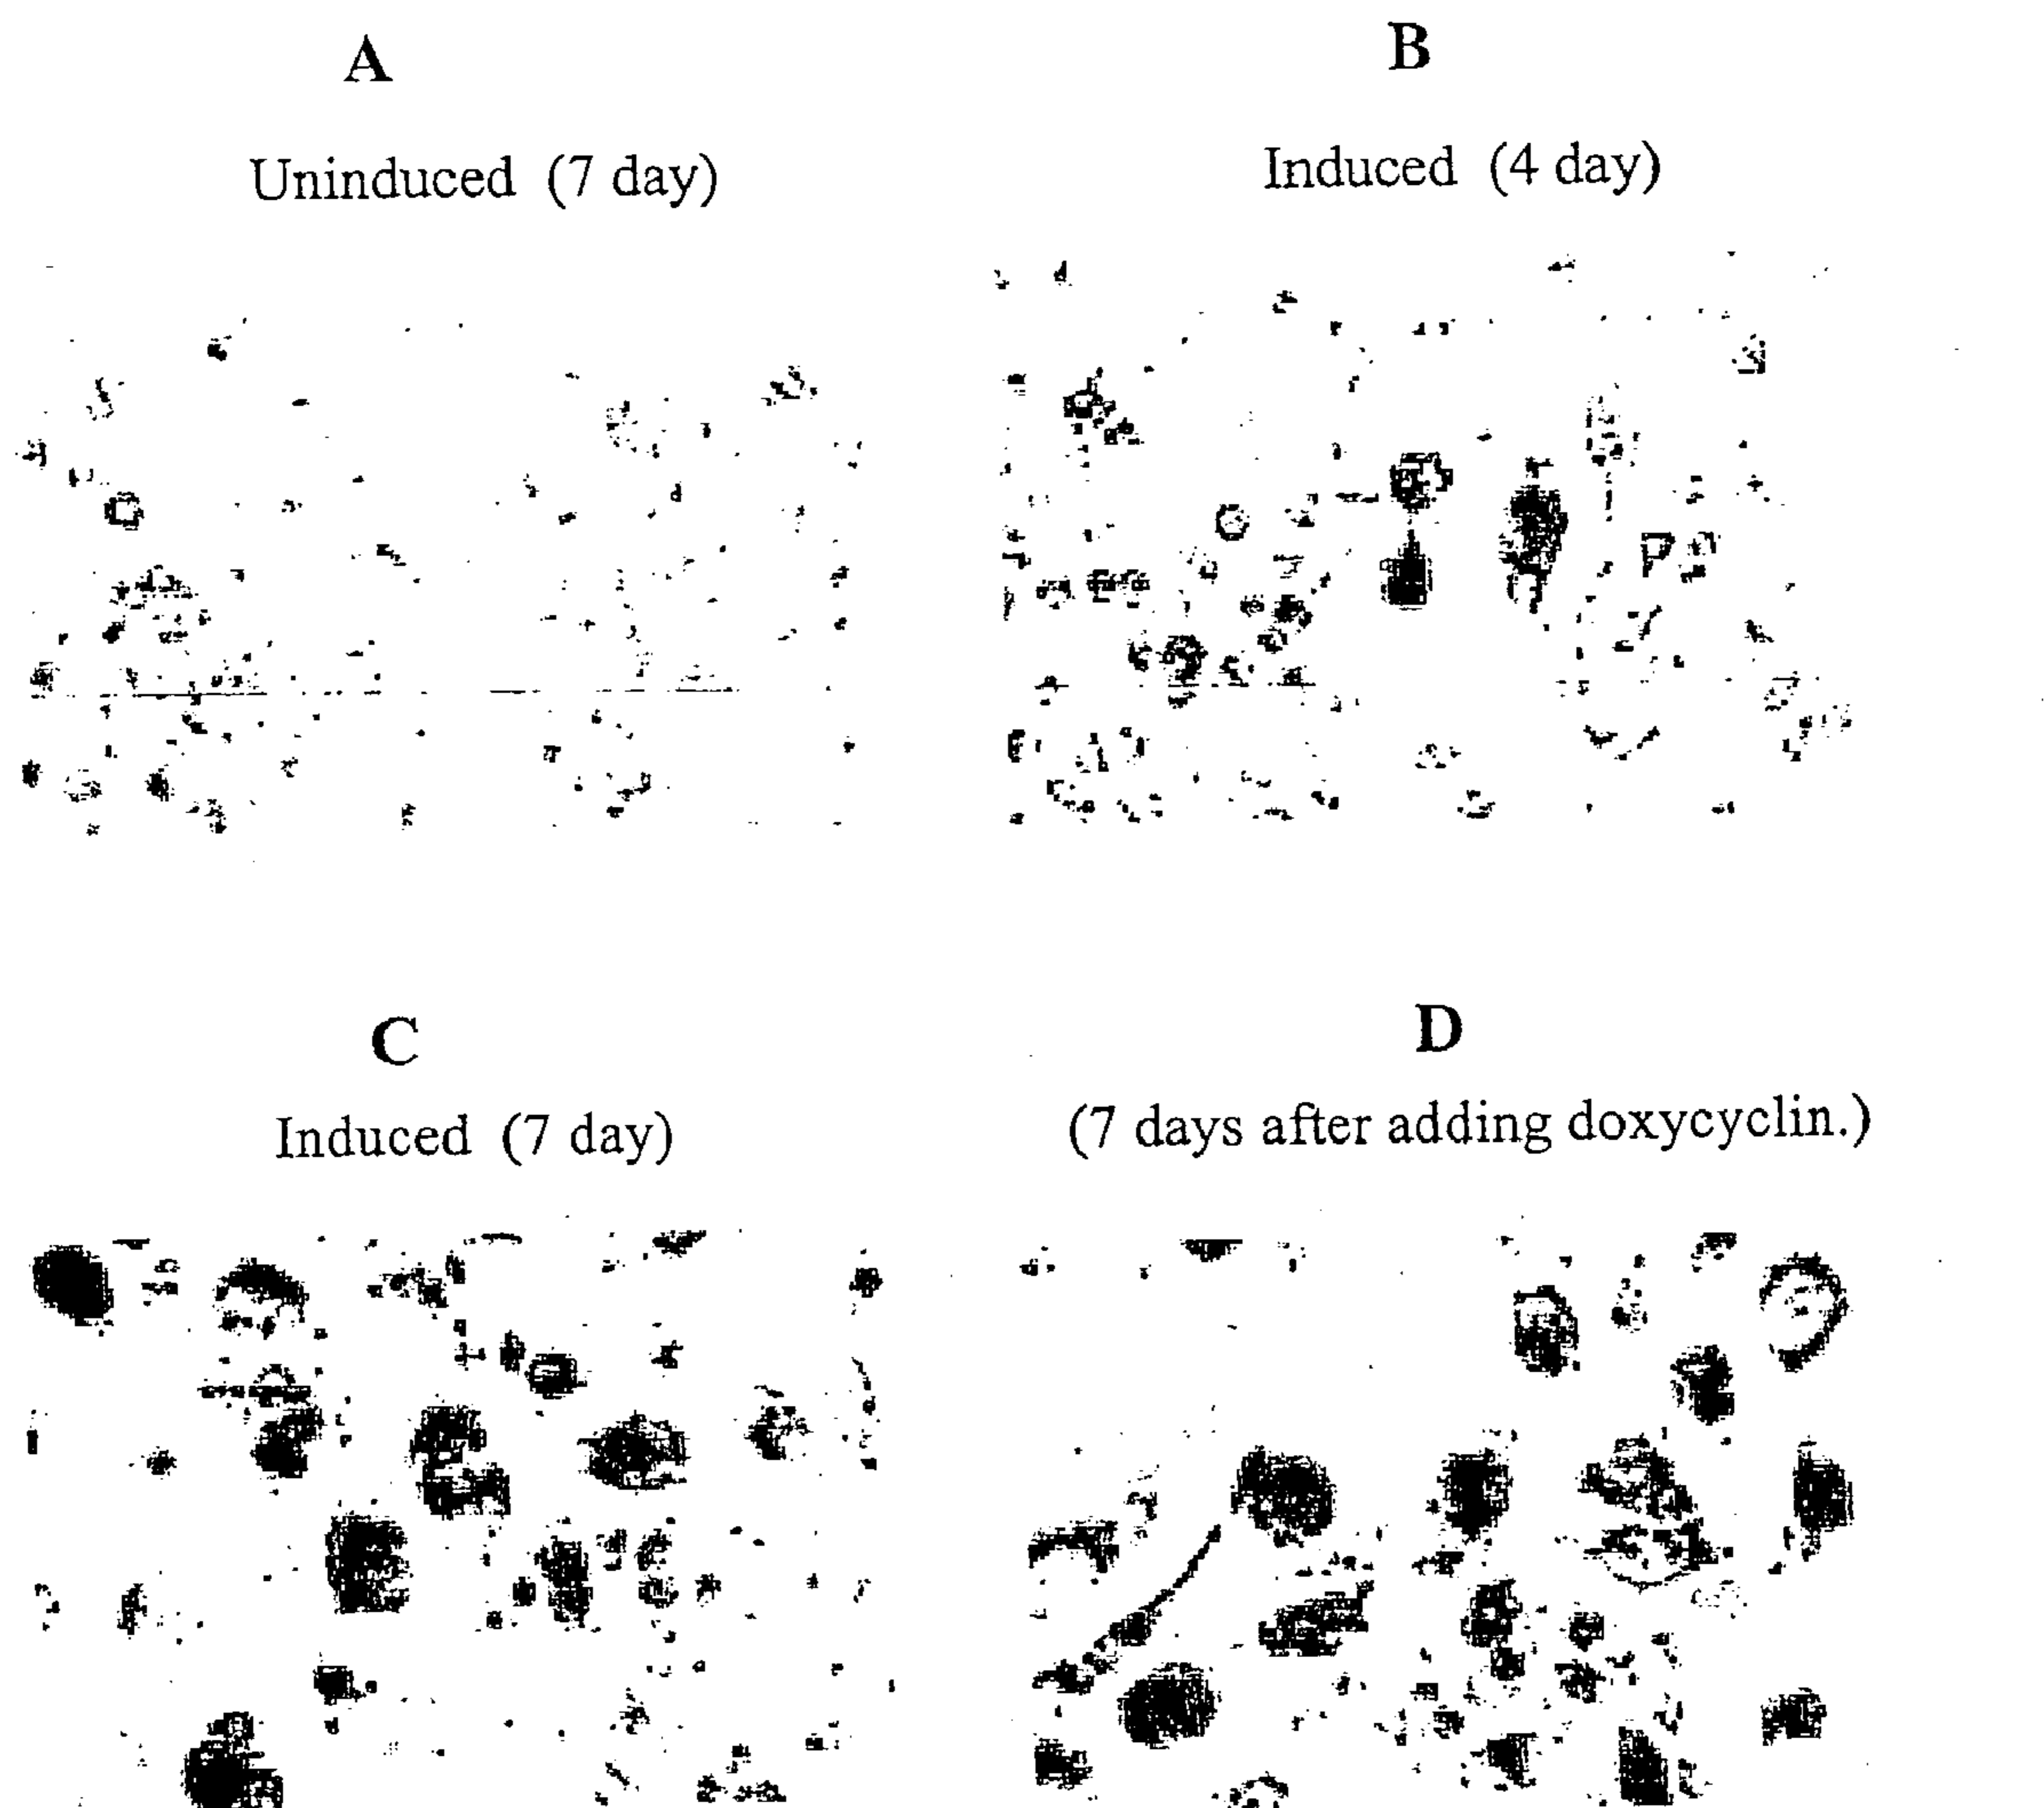 A
Uninduced (7 day)
B
Induced (4 day)
C
Induced (7 day)
D
(7 days after adding doxycyclin.)